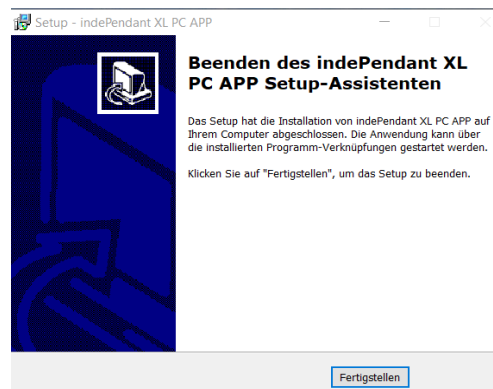 Setup - indePendant XL PC APP
Beenden des indePendant XL
PC APP Setup-Assistenten
Das Setup hat die Installation von indePendant XL PC APP auf
Ihrem Computer abgeschlossen. Die Anwendung kann über
die installierten Programm-Verknüpfungen gestartet werden.
Klicken Sie auf "Fertigstellen", um das Setup zu beenden.
Fertigstellen